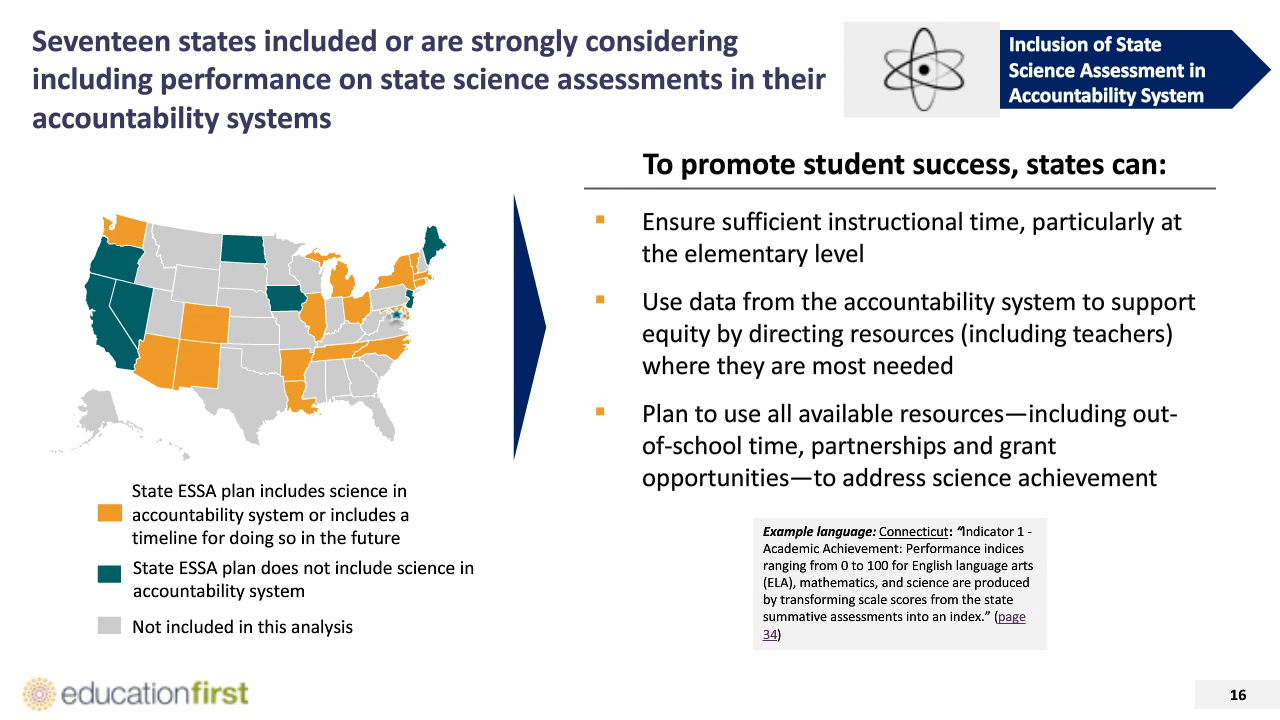 Seventeen states included or are strongly considering
including performance on state science assessments in their
accountability systems
Inclusion of State
Science Assessment in
Accountability System
To promote student success, states can:
▪ Ensure sufficient instructional time, particularly at
the elementary level
▪ Use data from the accountability system to support
equity by directing resources (including teachers)
where they are most needed
▪ Plan to use all available resources—including out-
of-school time, partnerships and grant
opportunities—to address science achievement
State ESSA plan includes science in
accountability system or includes a
timeline for doing so in the future
State ESSA plan does not include science in
accountability system
Not included in this analysis
Example language: Connecticut: “Indicator 1 -
Academic Achievement: Performance indices
ranging from 0 to 100 for English language arts
(ELA), mathematics, and science are produced
by transforming scale scores from the state
summative assessments into an index.” (page
34)
educationfirst
16